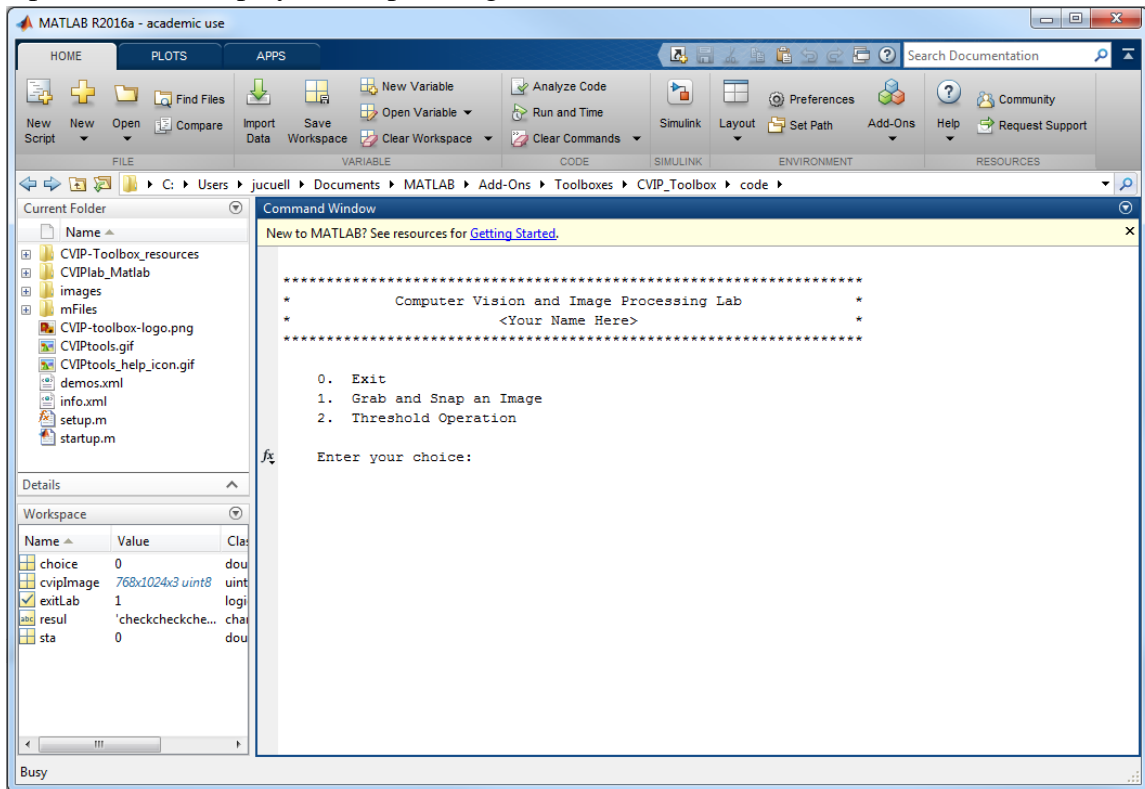 MATLAB R2016a - academic use
HOME PLOTS APPS Search Documentation
New Script
New
Open
Find Files
Compare
FILE
Import Data
Save Workspace
New Variable
Open Variable
Clear Workspace
VARIABLE
Analyze Code
Run and Time
Clear Commands
CODE
Simulink
SIMULINK
Layout
Preferences
Set Path
Add-Ons
ENVIRONMENT
Help
Community
Request Support
RESOURCES
C: Users jucuell Documents MATLAB Add-Ons Toolboxes CVIP_Toolbox code
Current Folder
Name
CVIP-Toolbox_resources
CVIPlab_Matlab
images
mFiles
CVIP-toolbox-logo.png
CVIPtools.gif
CVIPtools_help_icon.gif
demos.xml
info.xml
setup.m
startup.m
Details
Workspace
Name Value Clas
choice 0 dou
cvipImage 768x1024x3 uint8 uint
exitLab 1 logi
resul 'checkcheckche... char
sta 0 dou
Busy
Command Window
New to MATLAB? See resources for Getting Started.
*******************************************************************
* Computer Vision and Image Processing Lab *
* <Your Name Here> *
*******************************************************************
0. Exit
1. Grab and Snap an Image
2. Threshold Operation
fx Enter your choice: